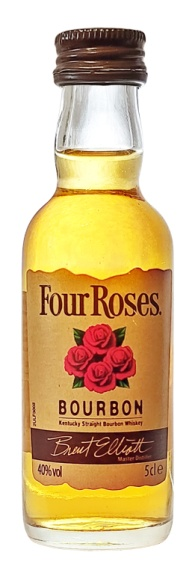 Four Roses.
BOURBON
Kentucky Straight Bourbon Whiskey
Brent Elliott
Master Distiller
40%vol 5cl e